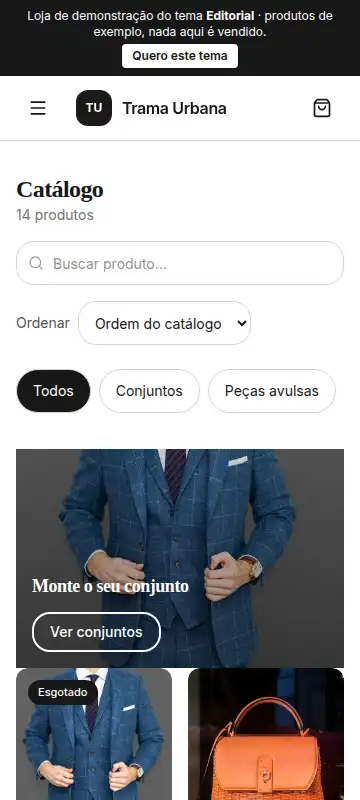 Loja de demonstração do tema Editorial · produtos de
exemplo, nada aqui é vendido.
Quero este tema
TU
Trama Urbana
Catálogo
14 produtos
Buscar produto...
Ordenar
Ordem do catálogo
Todos
Conjuntos
Peças avulsas
Monte o seu conjunto
Ver conjuntos
Esgotado